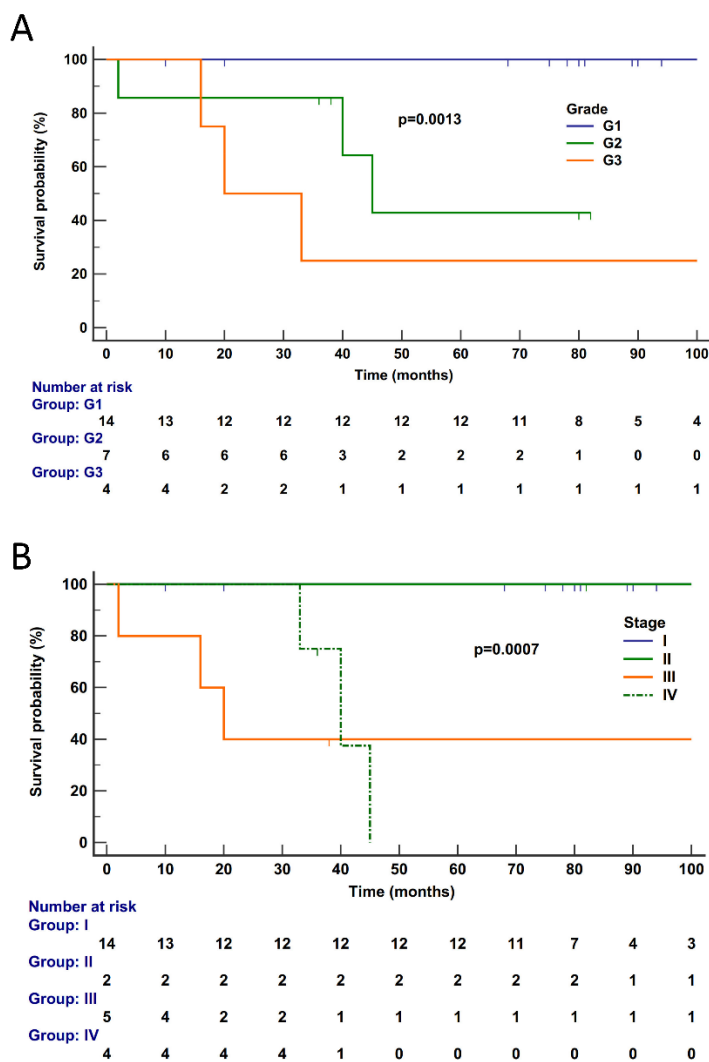 A
100
80
60
40
20
0
Survival probability (%)
p=0.0013
Grade
G1
G2
G3
0 10 20 30 40 50 60 70 80 90 100
Time (months)
Number at risk
Group: G1
14 13 12 12 12 12 12 11 8 5 4
Group: G2
7 6 6 6 3 2 2 2 1 0 0
Group: G3
4 4 2 2 1 1 1 1 1 1 1
B
100
80
60
40
20
0
Survival probability (%)
p=0.0007
Stage
I
II
III
IV
0 10 20 30 40 50 60 70 80 90 100
Time (months)
Number at risk
Group: I
14 13 12 12 12 12 12 11 7 4 3
Group: II
2 2 2 2 2 2 2 2 2 1 1
Group: III
5 4 2 2 1 1 1 1 1 1 1
Group: IV
4 4 4 4 1 0 0 0 0 0 0